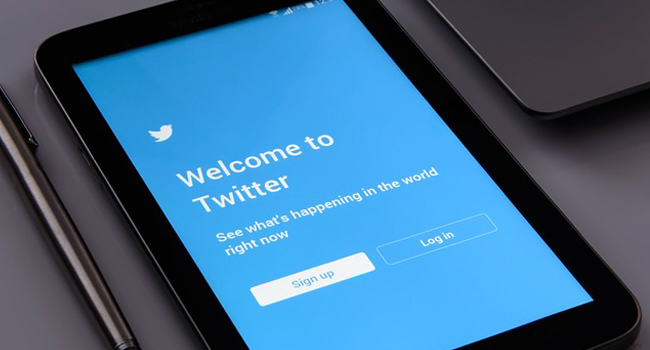 Welcome to
Twitter
See what's happening in the world
right now
Sign up
Log in